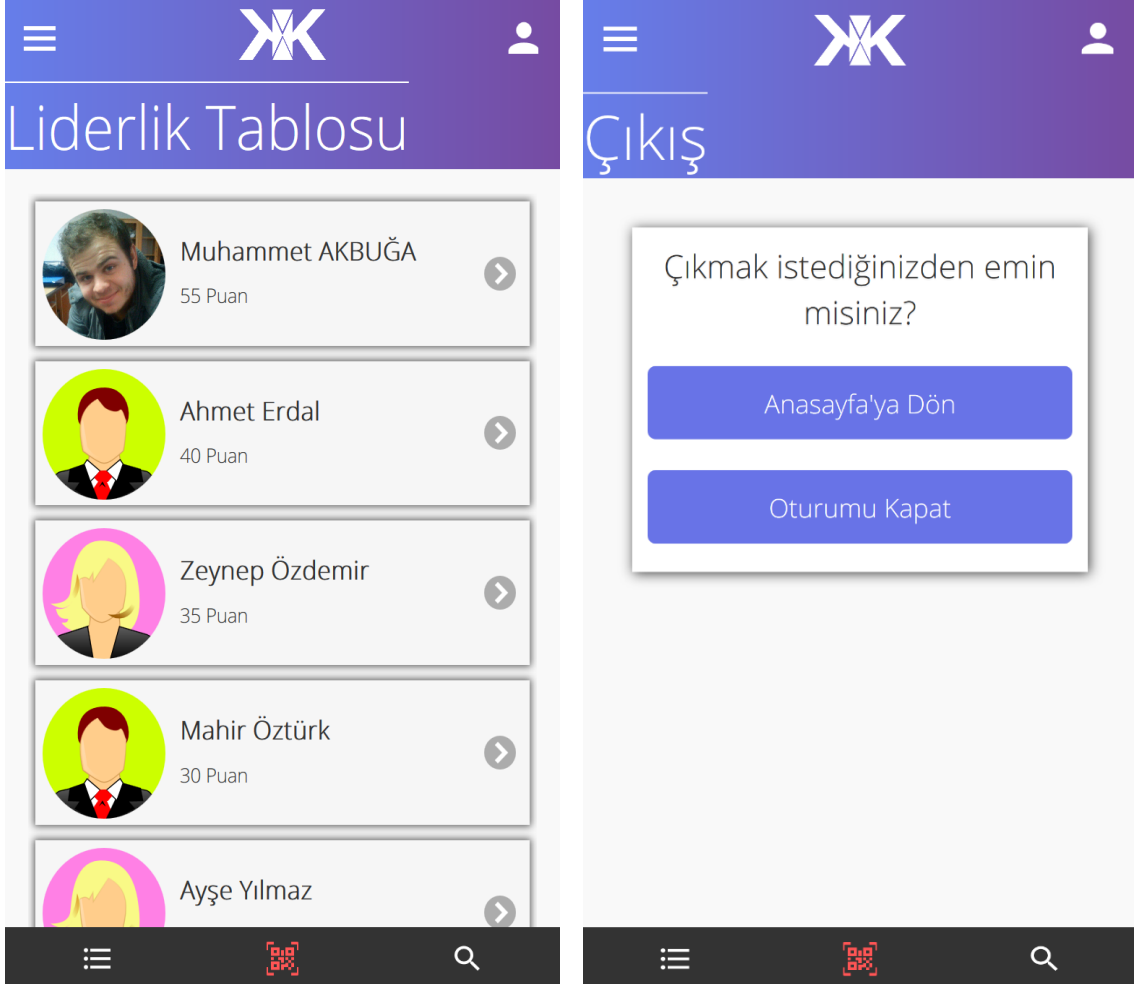 Liderlik Tablosu
Muhammet AKBUĞA
55 Puan
Ahmet Erdal
40 Puan
Zeynep Özdemir
35 Puan
Mahir Öztürk
30 Puan
Ayşe Yılmaz
Çıkış
Çıkmak istediğinizden emin
misiniz?
Anasayfa'ya Dön
Oturumu Kapat